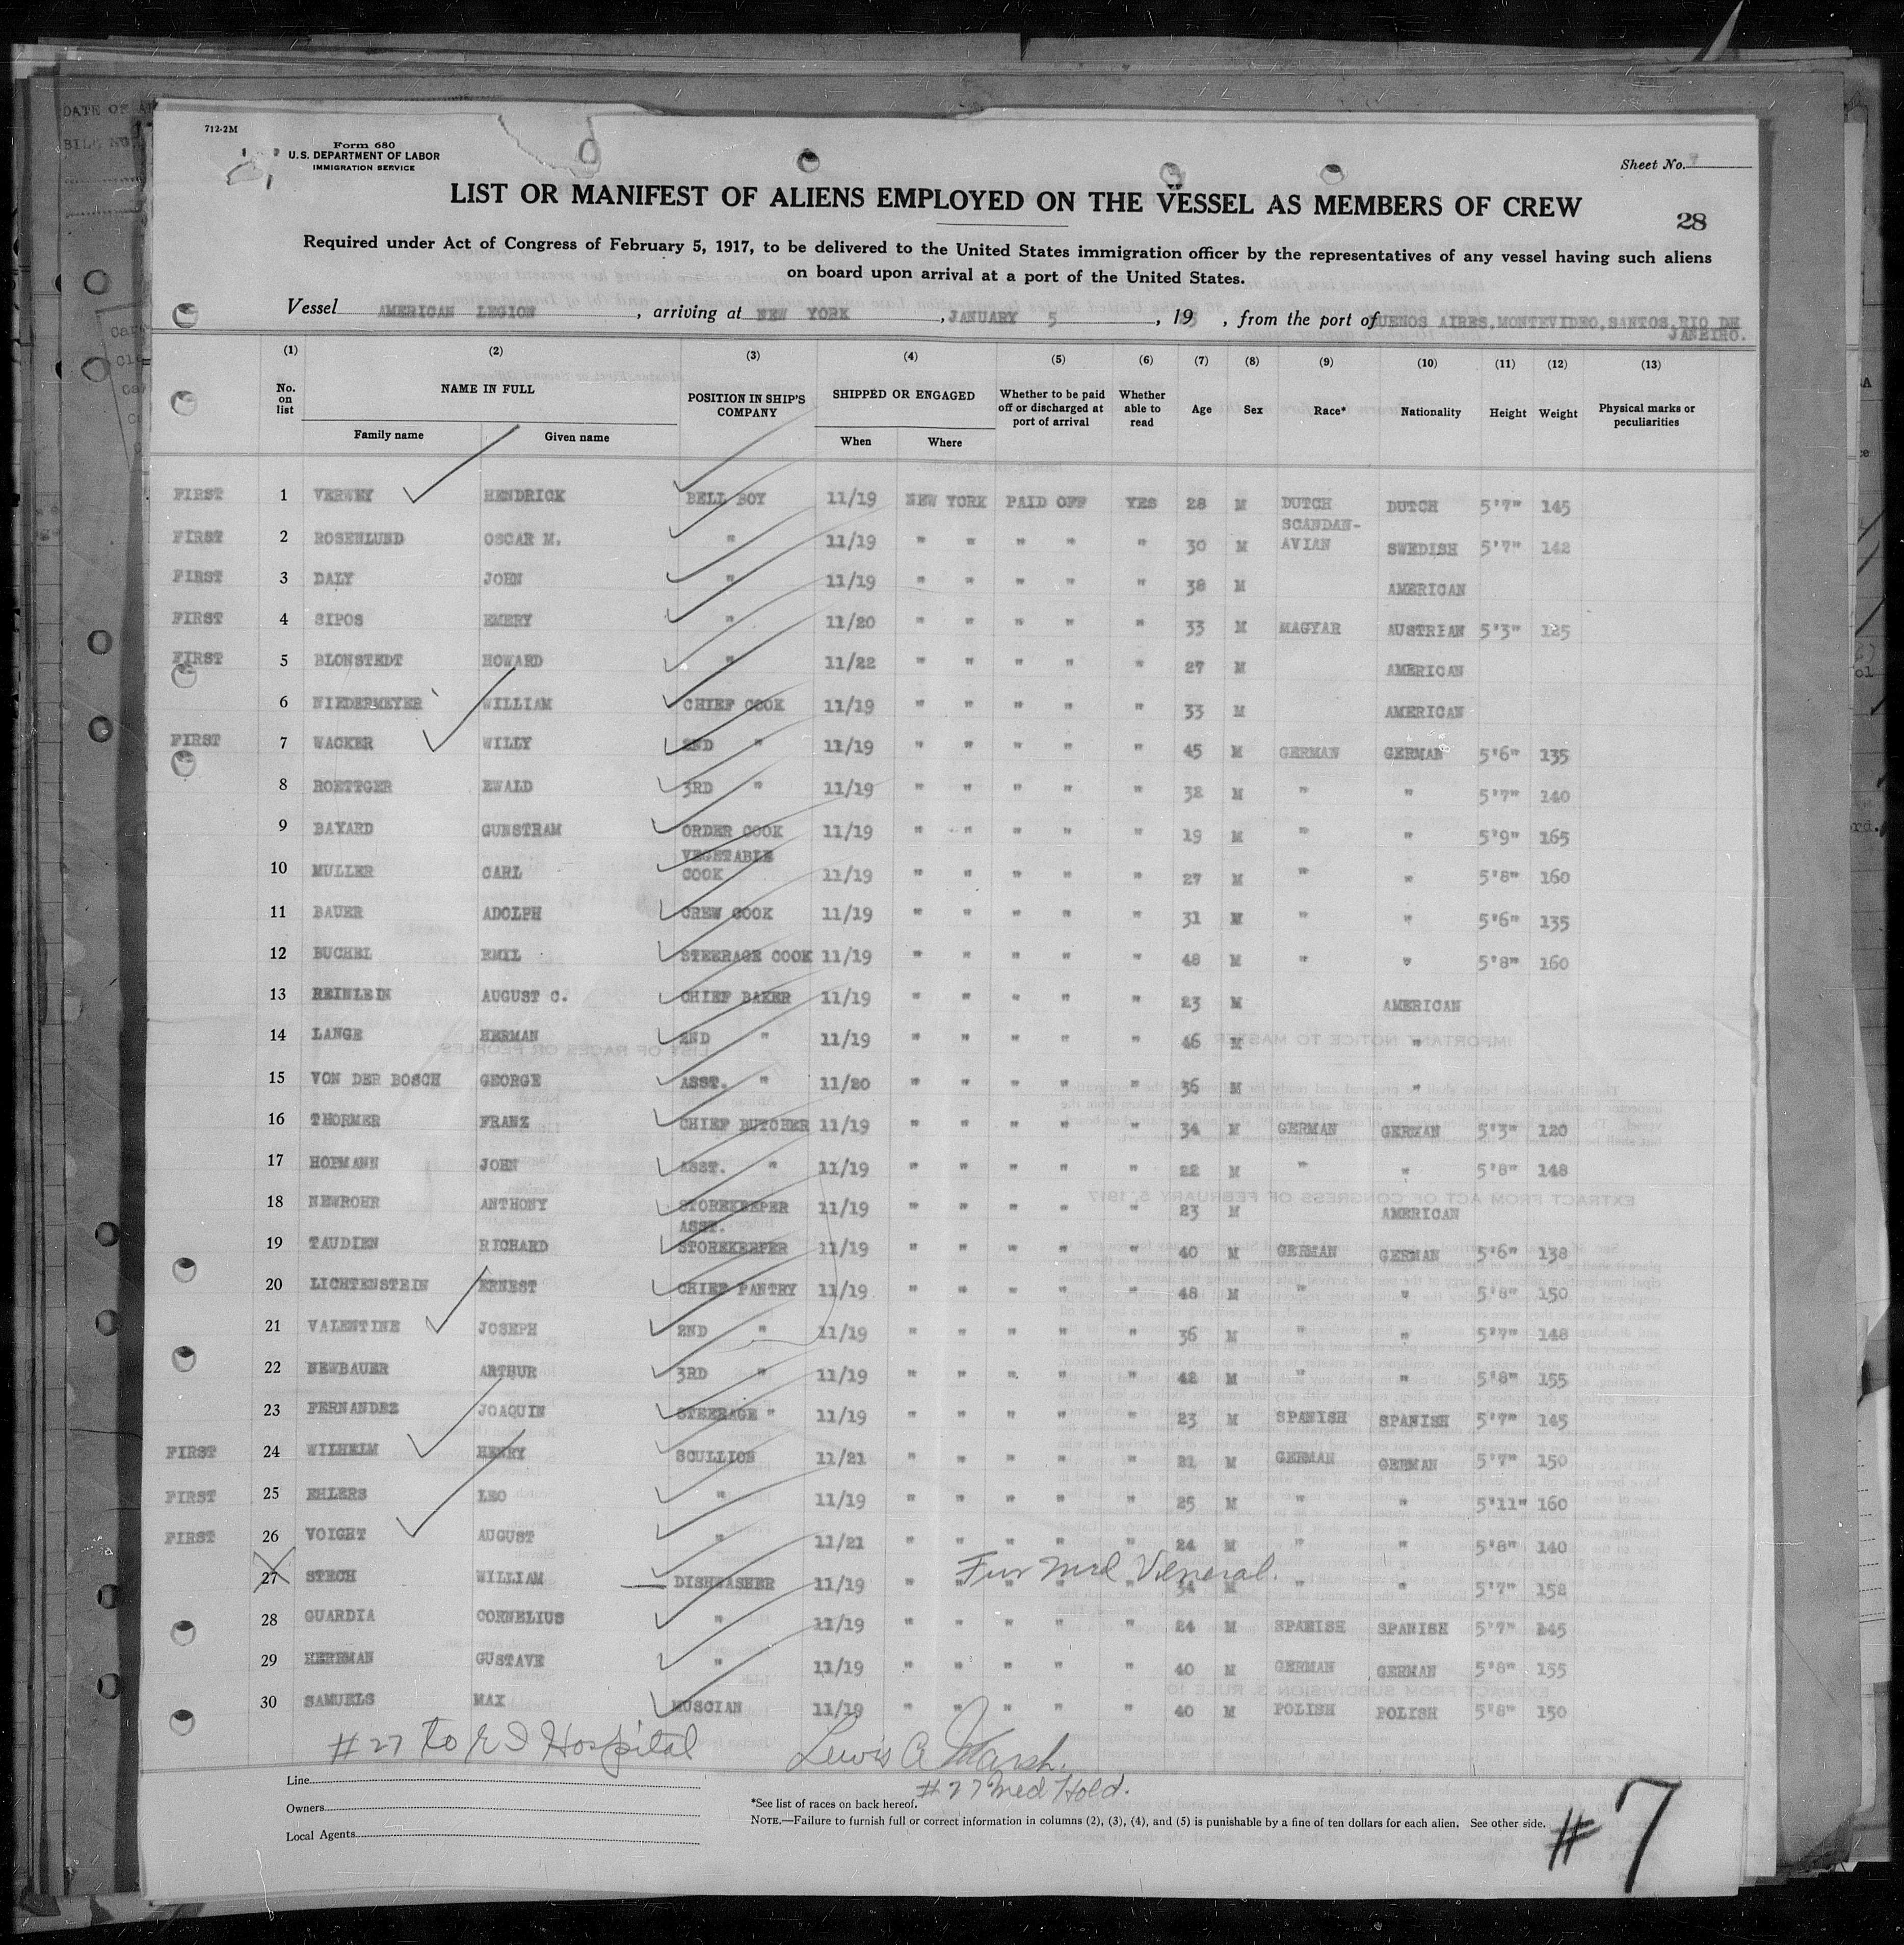 712-2M
Form 680
U.S. DEPARTMENT OF LABOR
IMMIGRATION SERVICE
Sheet No. 7
LIST OR MANIFEST OF ALIENS EMPLOYED ON THE VESSEL AS MEMBERS OF CREW
28
Required under Act of Congress of February 5, 1917, to be delivered to the United States immigration officer by the representatives of any vessel having such aliens
on board upon arrival at a port of the United States.
Vessel AMERICAN LEGION, arriving at NEW YORK, JANUARY 5, 19, from the port of BUENOS AIRES, MONTEVIDEO, SANTOS, RIO DE
JANEIRO.
(1) (2) (3) (4) (5) (6) (7) (8) (9) (10) (11) (12) (13)
No. on list NAME IN FULL POSITION IN SHIP'S COMPANY SHIPPED OR ENGAGED Whether to be paid off or discharged at port of arrival Whether able to read Age Sex Race* Nationality Height Weight Physical marks or peculiarities
Family name Given name When Where
FIRST 1 VERWEY HENDRICK BELL BOY 11/19 NEW YORK PAID OFF YES 28 M DUTCH DUTCH 5'7" 145
FIRST 2 ROSENLUND OSCAR M. " 11/19 " " " " " 30 M SCANDAN-AVIAN SWEDISH 5'7" 142
FIRST 3 DALY JOHN " 11/19 " " " " " 38 M AMERICAN
FIRST 4 SIPOS EMERY " 11/20 " " " " " 33 M MAGYAR AUSTRIAN 5'3" 125
FIRST 5 BLONSTEDT HOWARD " 11/22 " " " " " 27 M AMERICAN
6 NIEDERMEYER WILLIAM CHIEF COOK 11/19 " " " " " 33 M AMERICAN
FIRST 7 WACKER WILLY 2ND " 11/19 " " " " " 45 M GERMAN GERMAN 5'6" 135
8 ROETTGER EWALD 3RD " 11/19 " " " " " 32 M " " 5'7" 140
9 BAYARD GUNSTRAM ORDER COOK 11/19 " " " " " 19 M " " 5'9" 165
10 MULLER CARL VEGETABLE COOK 11/19 " " " " " 27 M " " 5'8" 160
11 BAUER ADOLPH CREW COOK 11/19 " " " " " 31 M " " 5'6" 135
12 BUCHEL EMIL STEERAGE COOK 11/19 " " " " " 48 M " " 5'8" 160
13 REINLEIN AUGUST C. CHIEF BAKER 11/19 " " " " " 23 M AMERICAN
14 LANGE HERMAN 2ND " 11/19 " " " " " 46 M "
15 VON DER BOSCH GEORGE ASST. " 11/20 " " " " " 36 M "
16 THORMER FRANZ CHIEF BUTCHER 11/19 " " " " " 34 M GERMAN GERMAN 5'3" 120
17 HOPMANN JOHN ASST. " 11/19 " " " " " 22 M " " 5'8" 148
18 NEWROHR ANTHONY STOREKEEPER 11/19 " " " " " 23 M AMERICAN
19 TAUDIEN RICHARD ASST. STOREKEEPER 11/19 " " " " " 40 M GERMAN GERMAN 5'6" 138
20 LICHTENSTEIN ERNEST CHIEF PANTRY 11/19 " " " " " 48 M " " 5'8" 150
21 VALENTINE JOSEPH 2ND " 11/19 " " " " " 36 M " " 5'7" 148
22 NEWBAUER ARTHUR 3RD " 11/19 " " " " " 42 M " " 5'8" 155
23 FERNANDEZ JOAQUIN STEERAGE " 11/19 " " " " " 23 M SPANISH SPANISH 5'7" 145
FIRST 24 WILHELM HENRY SCULLION 11/21 " " " " " 21 M GERMAN GERMAN 5'7" 150
FIRST 25 EHLERS LEO " 11/19 " " " " " 25 M " " 5'11" 160
FIRST 26 VOIGHT AUGUST " 11/21 " " " " " 24 M " " 5'8" 140
27 STECH WILLIAM DISHWASHER 11/19 " " " " " 34 M " " 5'7" 158
Venereal.
28 GUARDIA CORNELIUS " 11/19 " " " " " 24 M SPANISH SPANISH 5'7" 145
29 HERRMAN GUSTAVE " 11/19 " " " " " 40 M GERMAN GERMAN 5'8" 155
30 SAMUELS MAX MUSCIAN 11/19 " " " " " 40 M POLISH POLISH 5'8" 150
#27 to E I Hospital
Lewis A Marsh.
#27 Med Hold.
Line
Owners
Local Agents
*See list of races on back hereof.
NOTE.—Failure to furnish full or correct information in columns (2), (3), (4), and (5) is punishable by a fine of ten dollars for each alien. See other side.
#7